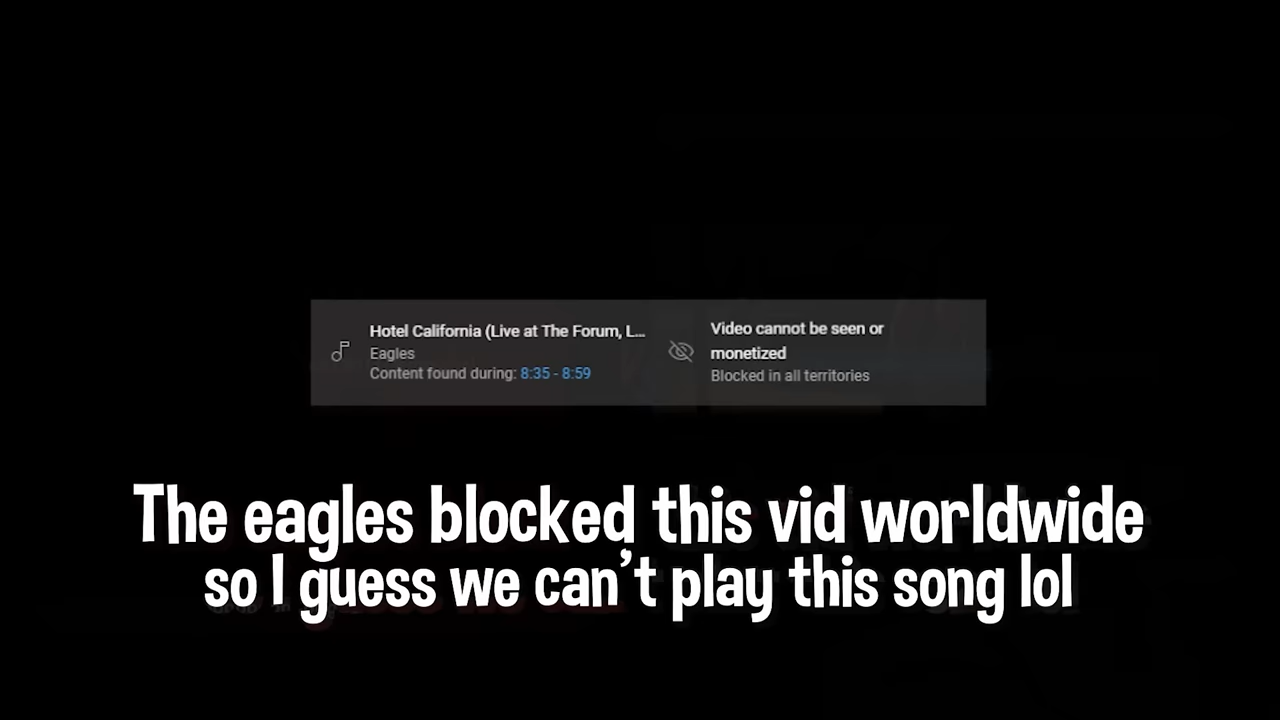 Hotel California (Live at The Forum, L...
Eagles
Content found during: 8:35 - 8:59
Video cannot be seen or
monetized
Blocked in all territories
The eagles blocked this vid worldwide
so I guess we can't play this song lol